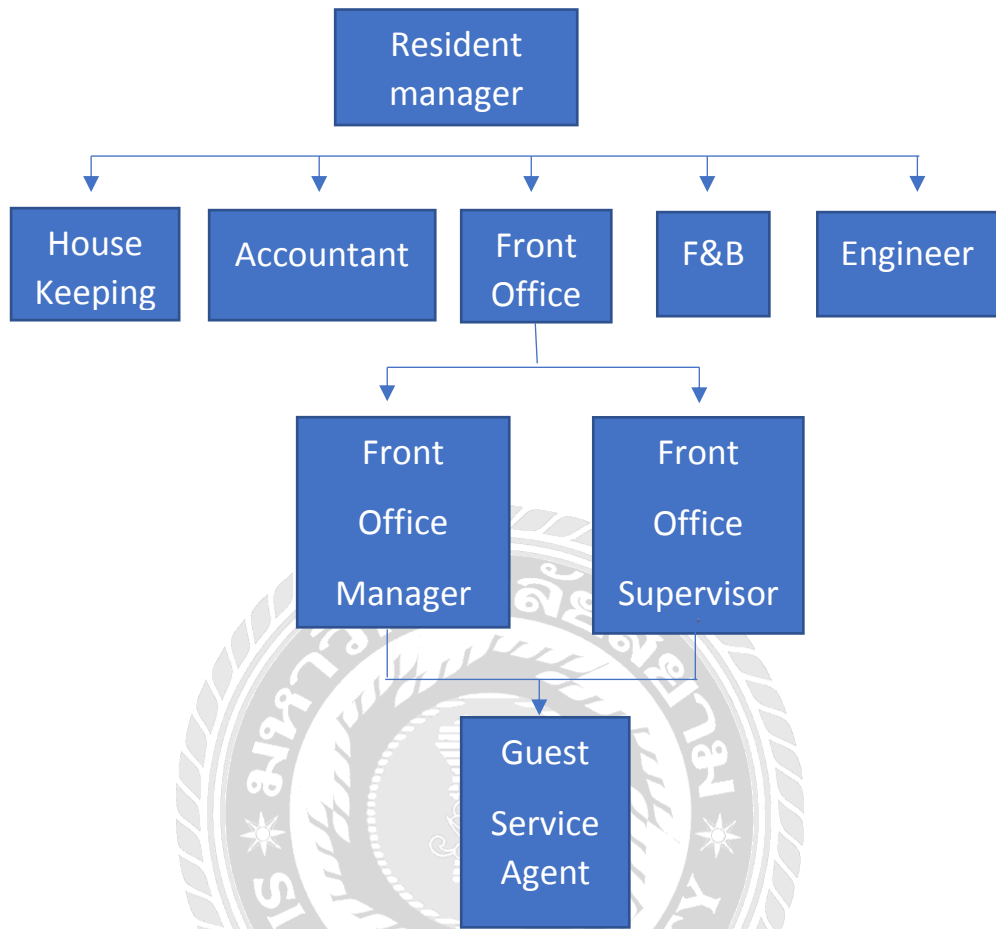 Resident
manager
House
Keeping
Accountant
Front
Office
F&B
Engineer
Front
Office
Manager
Front
Office
Supervisor
Guest
Service
Agent